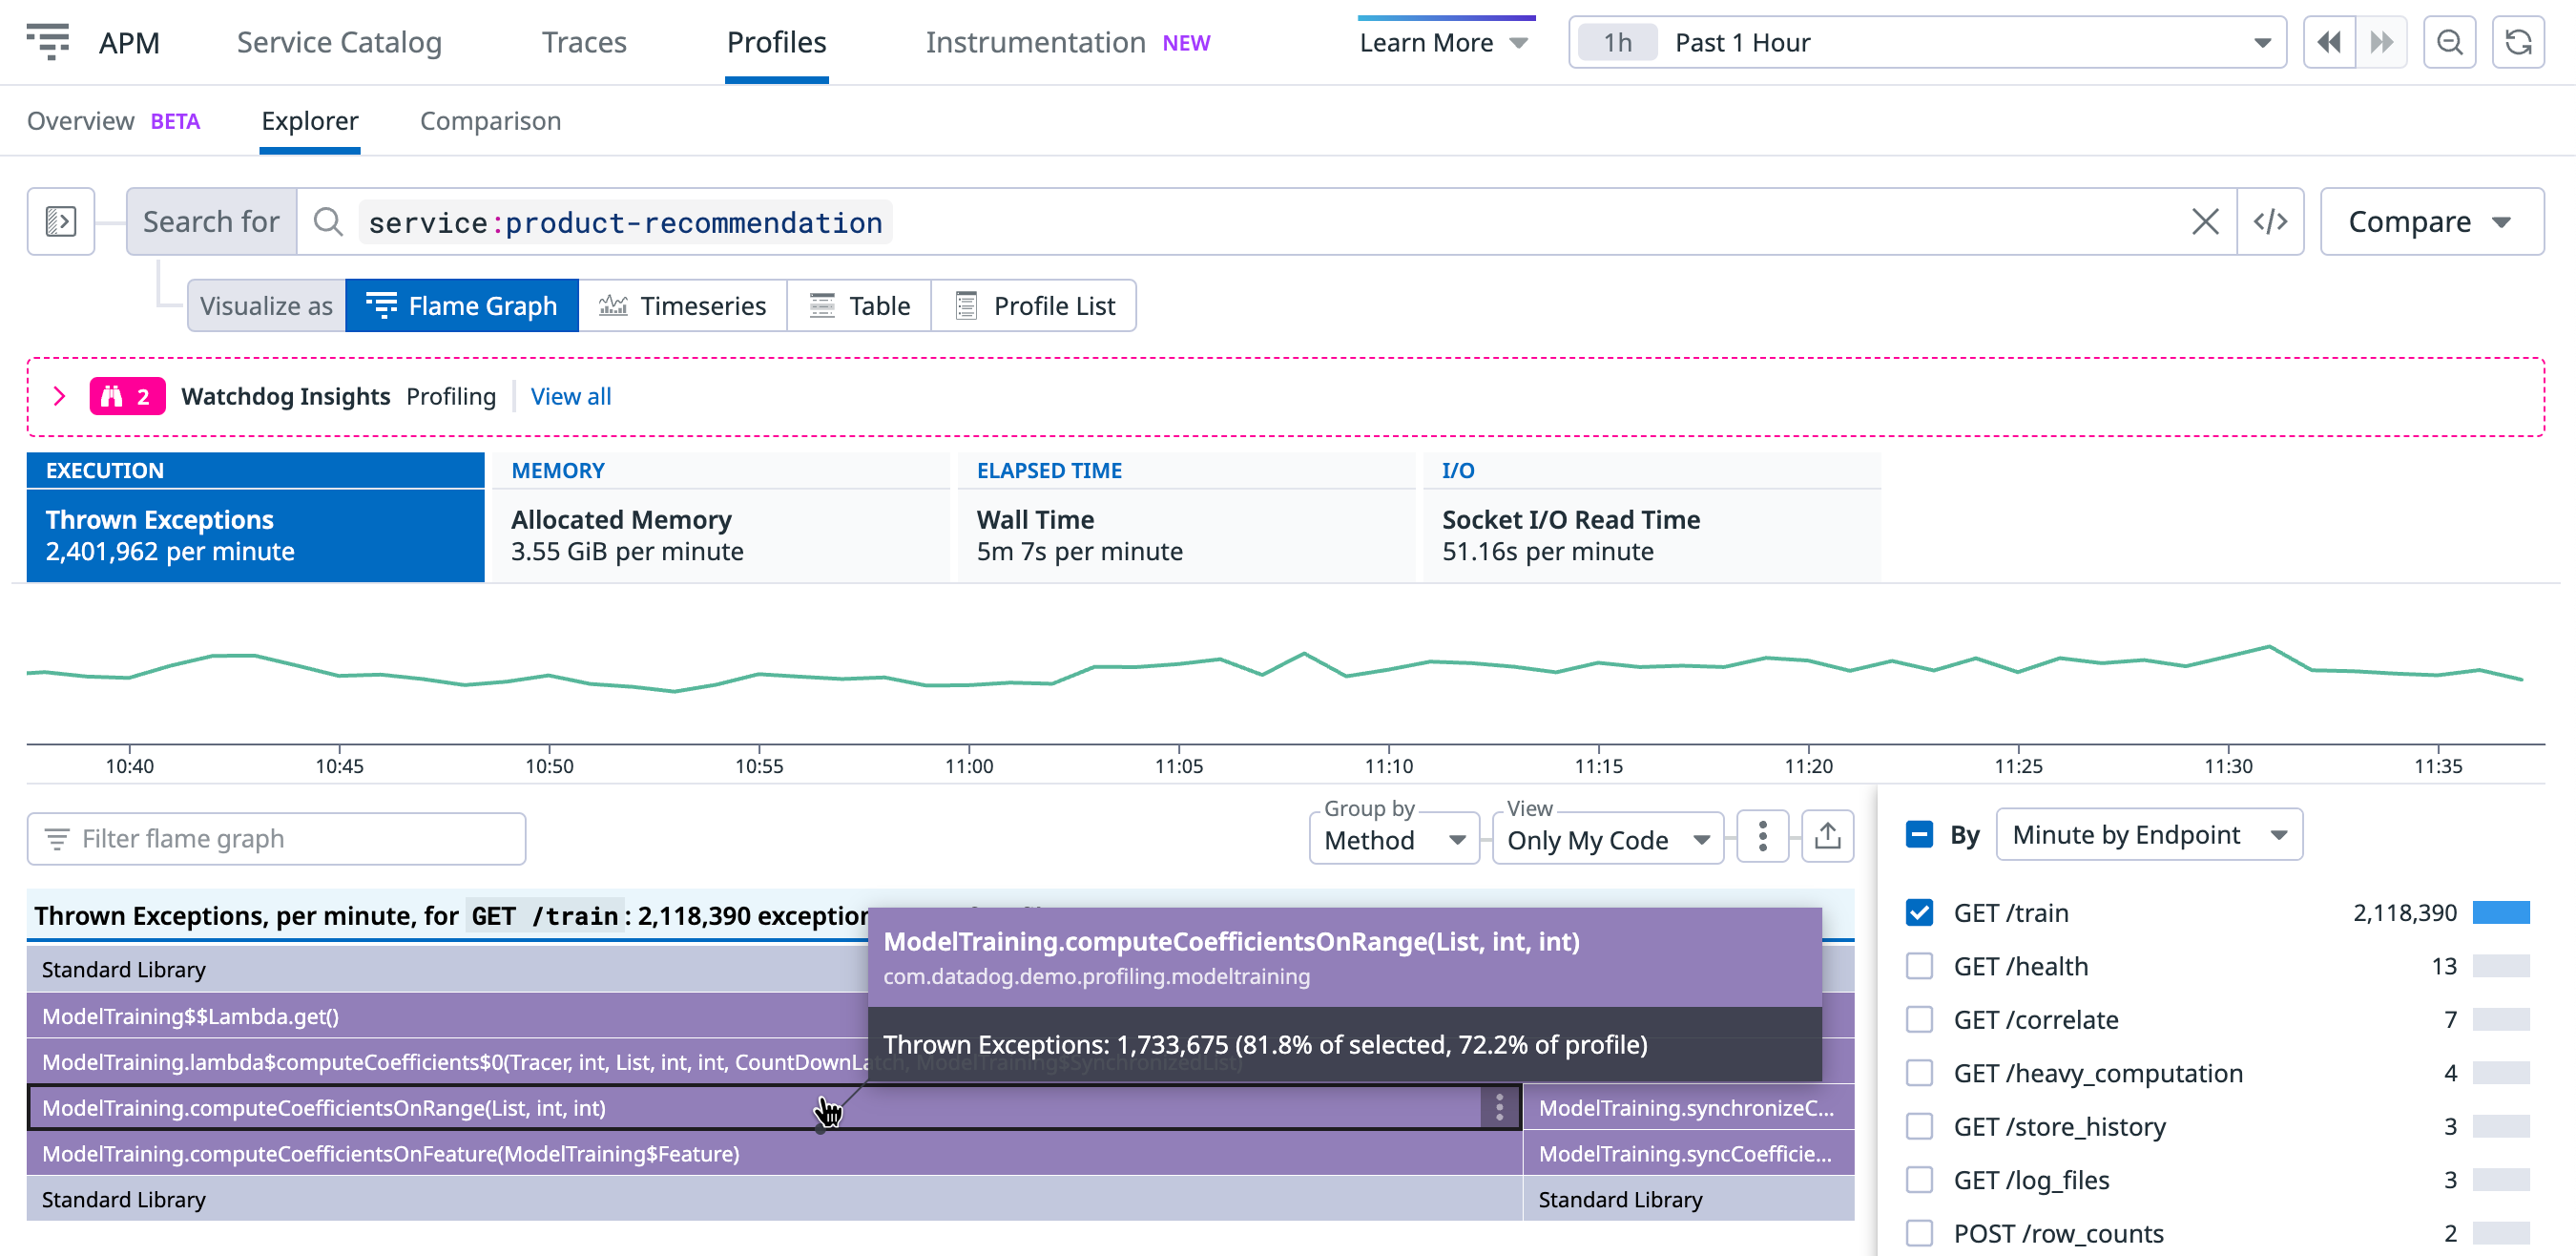 APM Service Catalog Traces Profiles Instrumentation NEW Learn More 1h Past 1 Hour
Overview BETA Explorer Comparison
Search for service:product-recommendation Compare
Visualize as Flame Graph Timeseries Table Profile List
2 Watchdog Insights Profiling View all
EXECUTION MEMORY ELAPSED TIME I/O
Thrown Exceptions Allocated Memory Wall Time Socket I/O Read Time
2,401,962 per minute 3.55 GiB per minute 5m 7s per minute 51.16s per minute
10:40 10:45 10:50 10:55 11:00 11:05 11:10 11:15 11:20 11:25 11:30 11:35
Filter flame graph
Group by
Method
View
Only My Code
Thrown Exceptions, per minute, for GET /train: 2,118,390
Standard Library
ModelTraining$$Lambda.get()
ModelTraining.lambda$computeCoefficients$0(Tracer, int, List, int, int, CountDownLatch, ModelTraining$SynchronizedList)
ModelTraining.computeCoefficientsOnRange(List, int, int) ModelTraining.synchronizeC...
ModelTraining.computeCoefficientsOnFeature(ModelTraining$Feature) ModelTraining.syncCoefficie...
Standard Library Standard Library
ModelTraining.computeCoefficientsOnRange(List, int, int)
com.datadog.demo.profiling.modeltraining
Thrown Exceptions: 1,733,675 (81.8% of selected, 72.2% of profile)
By Minute by Endpoint
GET /train 2,118,390
GET /health 13
GET /correlate 7
GET /heavy_computation 4
GET /store_history 3
GET /log_files 3
POST /row_counts 2